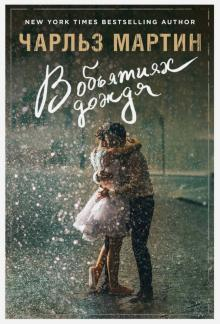 NEW YORK TIMES BESTSELLING AUTHOR
ЧАРЛЬЗ МАРТИН
В объятиях
дождя